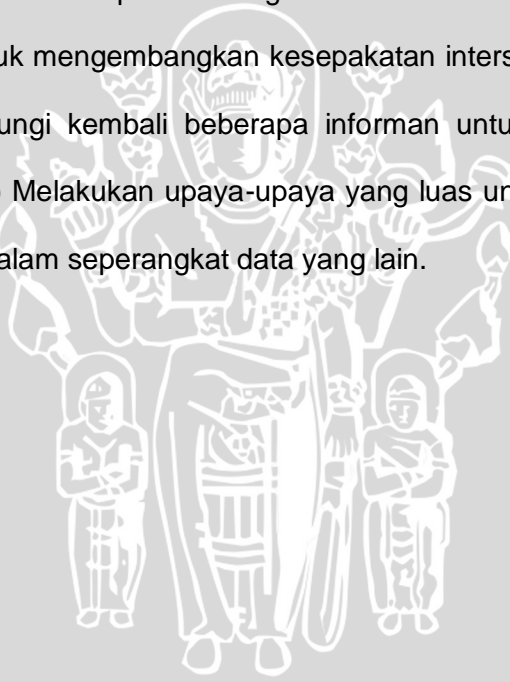 uk mengembangkan kesepakatan inters
ungi kembali beberapa informan untu
Melakukan upaya-upaya yang luas un
alam seperangkat data yang lain.